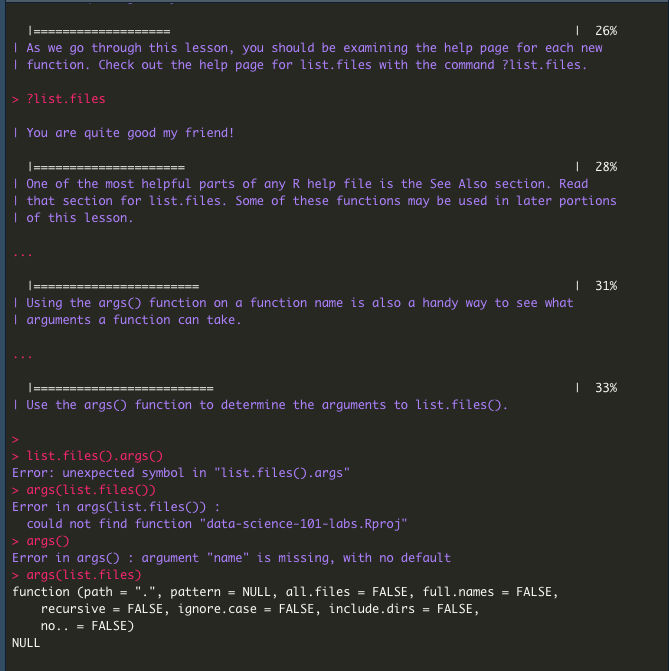 |===================                                                         |  26%
| As we go through this lesson, you should be examining the help page for each new
| function. Check out the help page for list.files with the command ?list.files.
> ?list.files
| You are quite good my friend!
|=====================                                                       |  28%
| One of the most helpful parts of any R help file is the See Also section. Read
| that section for list.files. Some of these functions may be used in later portions
| of this lesson.
...
|=======================                                                     |  31%
| Using the args() function on a function name is also a handy way to see what
| arguments a function can take.
...
|=========================                                                   |  33%
| Use the args() function to determine the arguments to list.files().
>
> list.files().args()
Error: unexpected symbol in "list.files().args"
> args(list.files())
Error in args(list.files()) :
  could not find function "data-science-101-labs.Rproj"
> args()
Error in args() : argument "name" is missing, with no default
> args(list.files)
function (path = ".", pattern = NULL, all.files = FALSE, full.names = FALSE,
    recursive = FALSE, ignore.case = FALSE, include.dirs = FALSE,
    no.. = FALSE)
NULL